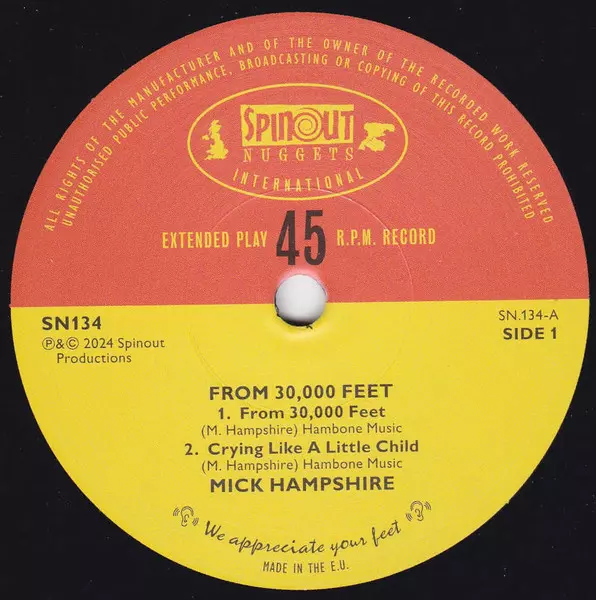 ALL RIGHTS OF THE MANUFACTURER AND OF THE OWNER OF THE RECORDED WORK RESERVED
UNAUTHORISED PUBLIC PERFORMANCE, BROADCASTING OR COPYING OF THIS RECORD PROHIBITED
SPINOUT
NUGGETS
INTERNATIONAL
EXTENDED PLAY 45 R.P.M. RECORD
SN134
℗&© 2024 Spinout
Productions
SN.134-A
SIDE 1
FROM 30,000 FEET
1. From 30,000 Feet
(M. Hampshire) Hambone Music
2. Crying Like A Little Child
(M. Hampshire) Hambone Music
MICK HAMPSHIRE
"We appreciate your feet"
MADE IN THE E.U.